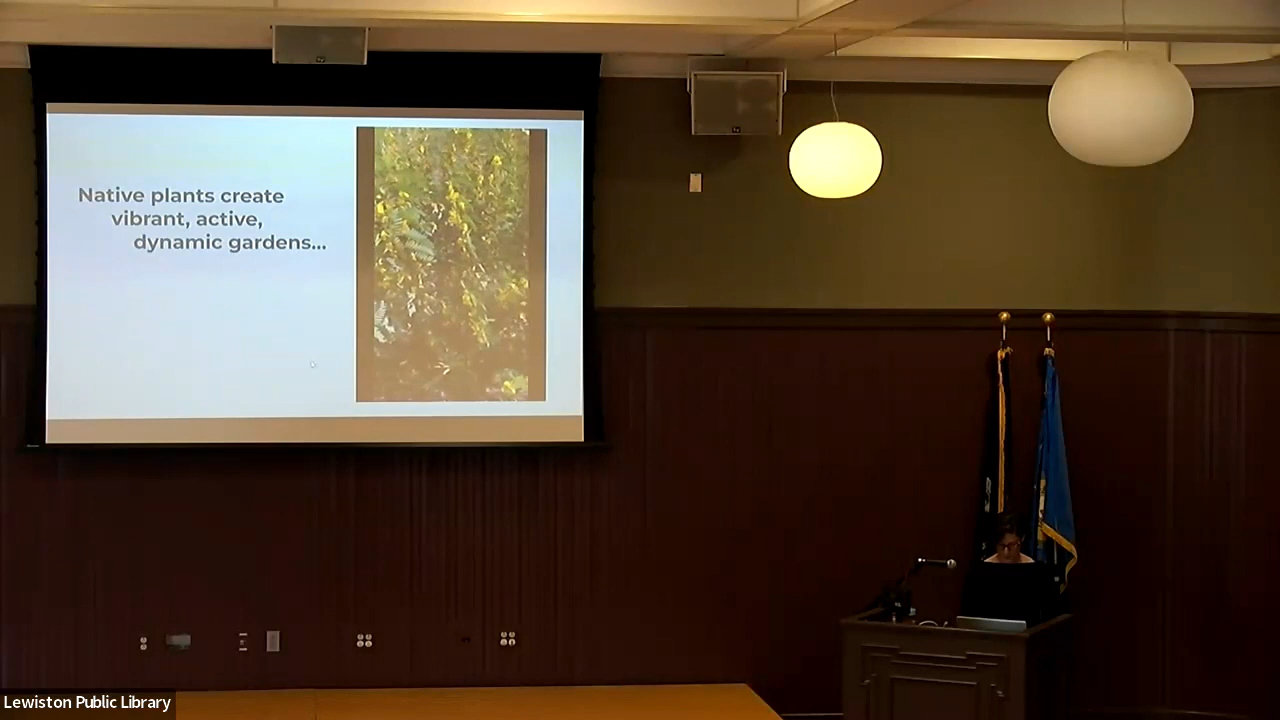 Native plants create
vibrant, active,
dynamic gardens...
Lewiston Public Library